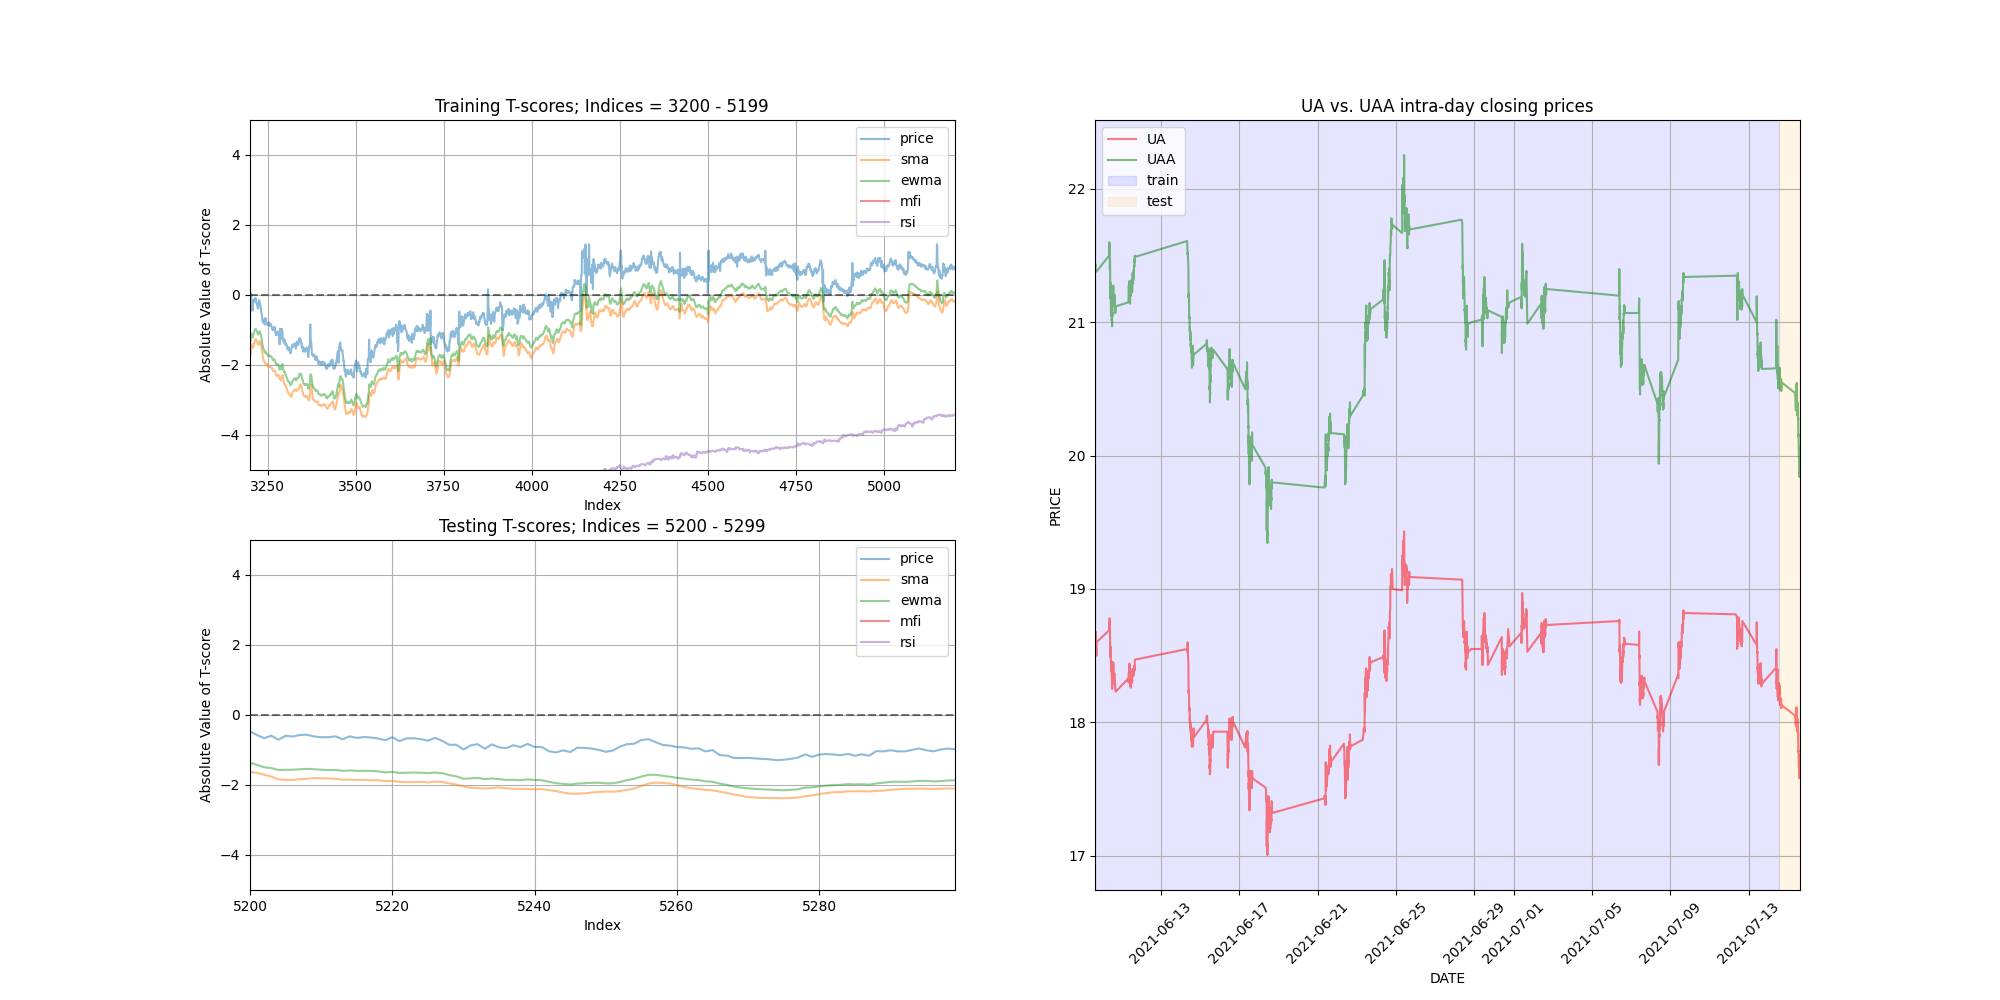 Training T-scores; Indices = 3200 - 5199
Absolute Value of T-score
4
2
0
−2
−4
price
sma
ewma
mfi
rsi
3250 3500 3750 4000 4250 4500 4750 5000
Index
Testing T-scores; Indices = 5200 - 5299
Absolute Value of T-score
4
2
0
−2
−4
price
sma
ewma
mfi
rsi
5200 5220 5240 5260 5280
Index
UA vs. UAA intra-day closing prices
PRICE
22
21
20
19
18
17
UA
UAA
train
test
2021-06-13 2021-06-17 2021-06-21 2021-06-25 2021-06-29 2021-07-01 2021-07-05 2021-07-09 2021-07-13
DATE